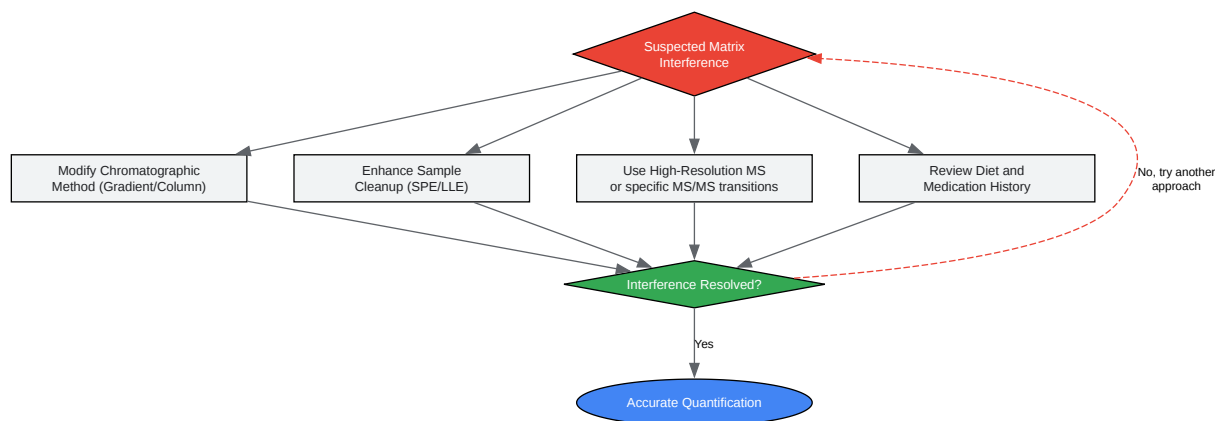 Suspected Matrix
Interference
Modify Chromatographic
Method (Gradient/Column)
Enhance Sample
Cleanup (SPE/LLE)
Use High-Resolution MS
or specific MS/MS transitions
Review Diet and
Medication History
No, try another
approach
Interference Resolved?
Yes
Accurate Quantification